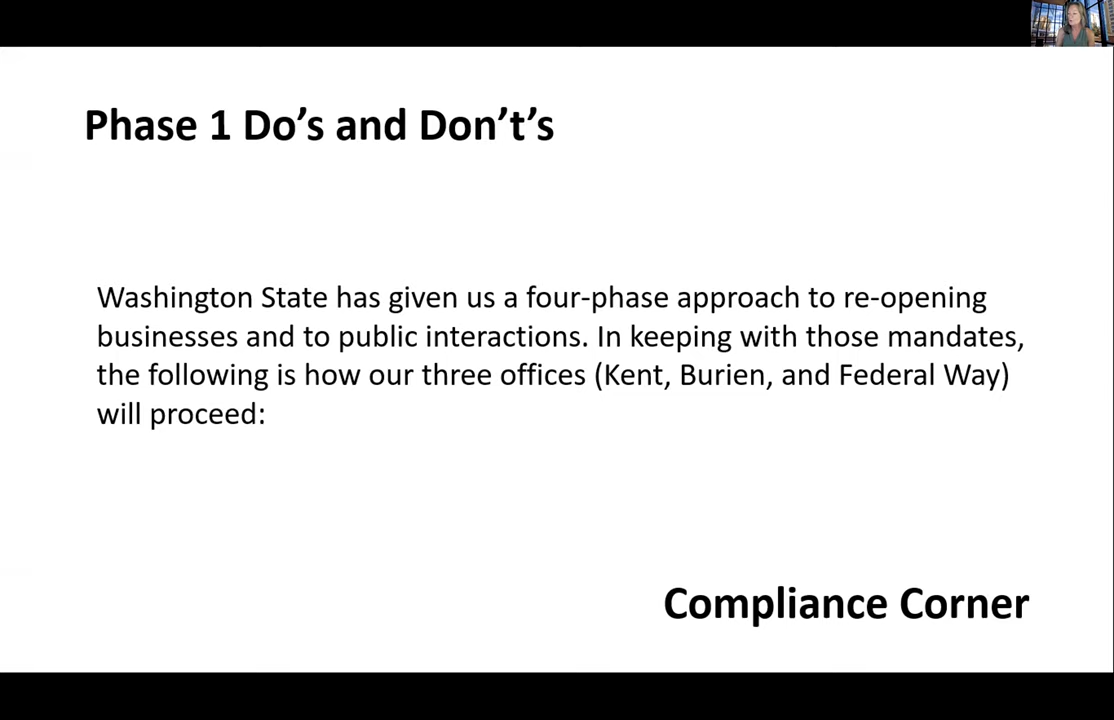 Phase 1 Do’s and Don’t’s
Washington State has given us a four-phase approach to re-opening
businesses and to public interactions. In keeping with those mandates,
the following is how our three offices (Kent, Burien, and Federal Way)
will proceed:
Compliance Corner